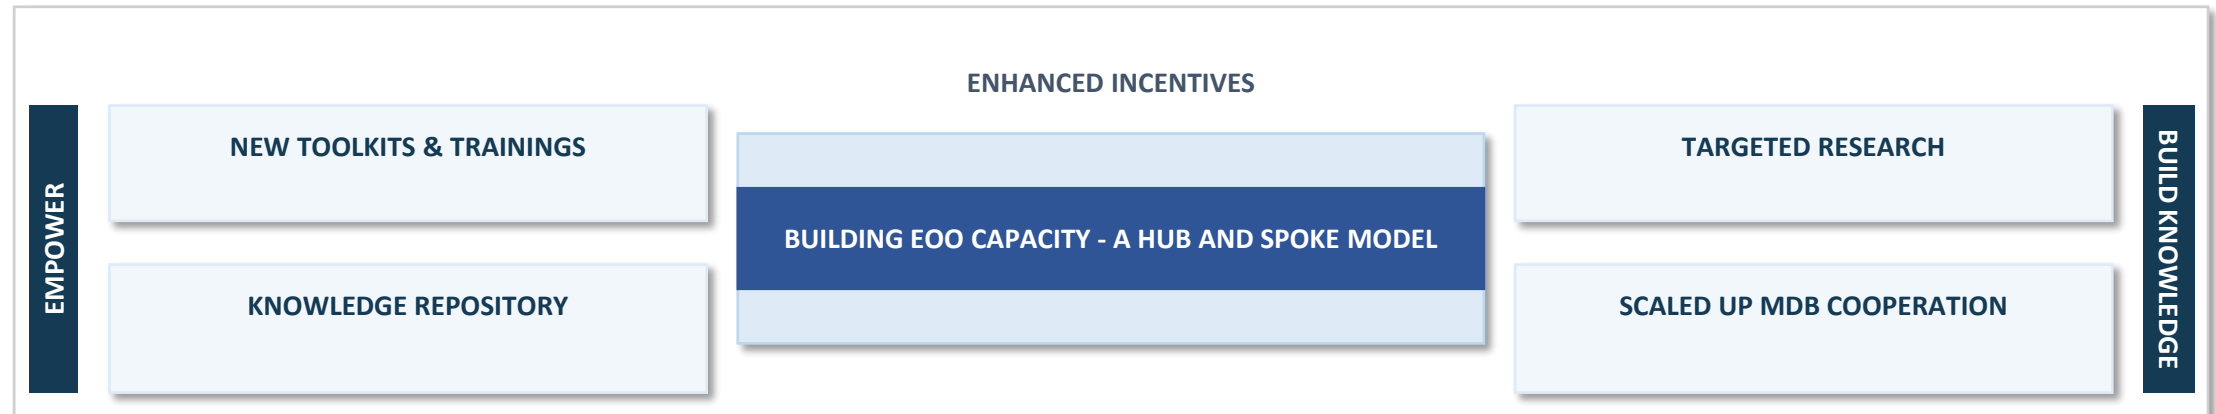 ENHANCED INCENTIVES
EMPOWER
NEW TOOLKITS & TRAININGS
KNOWLEDGE REPOSITORY
BUILDING EOO CAPACITY - A HUB AND SPOKE MODEL
TARGETED RESEARCH
SCALED UP MDB COOPERATION
BUILD KNOWLEDGE